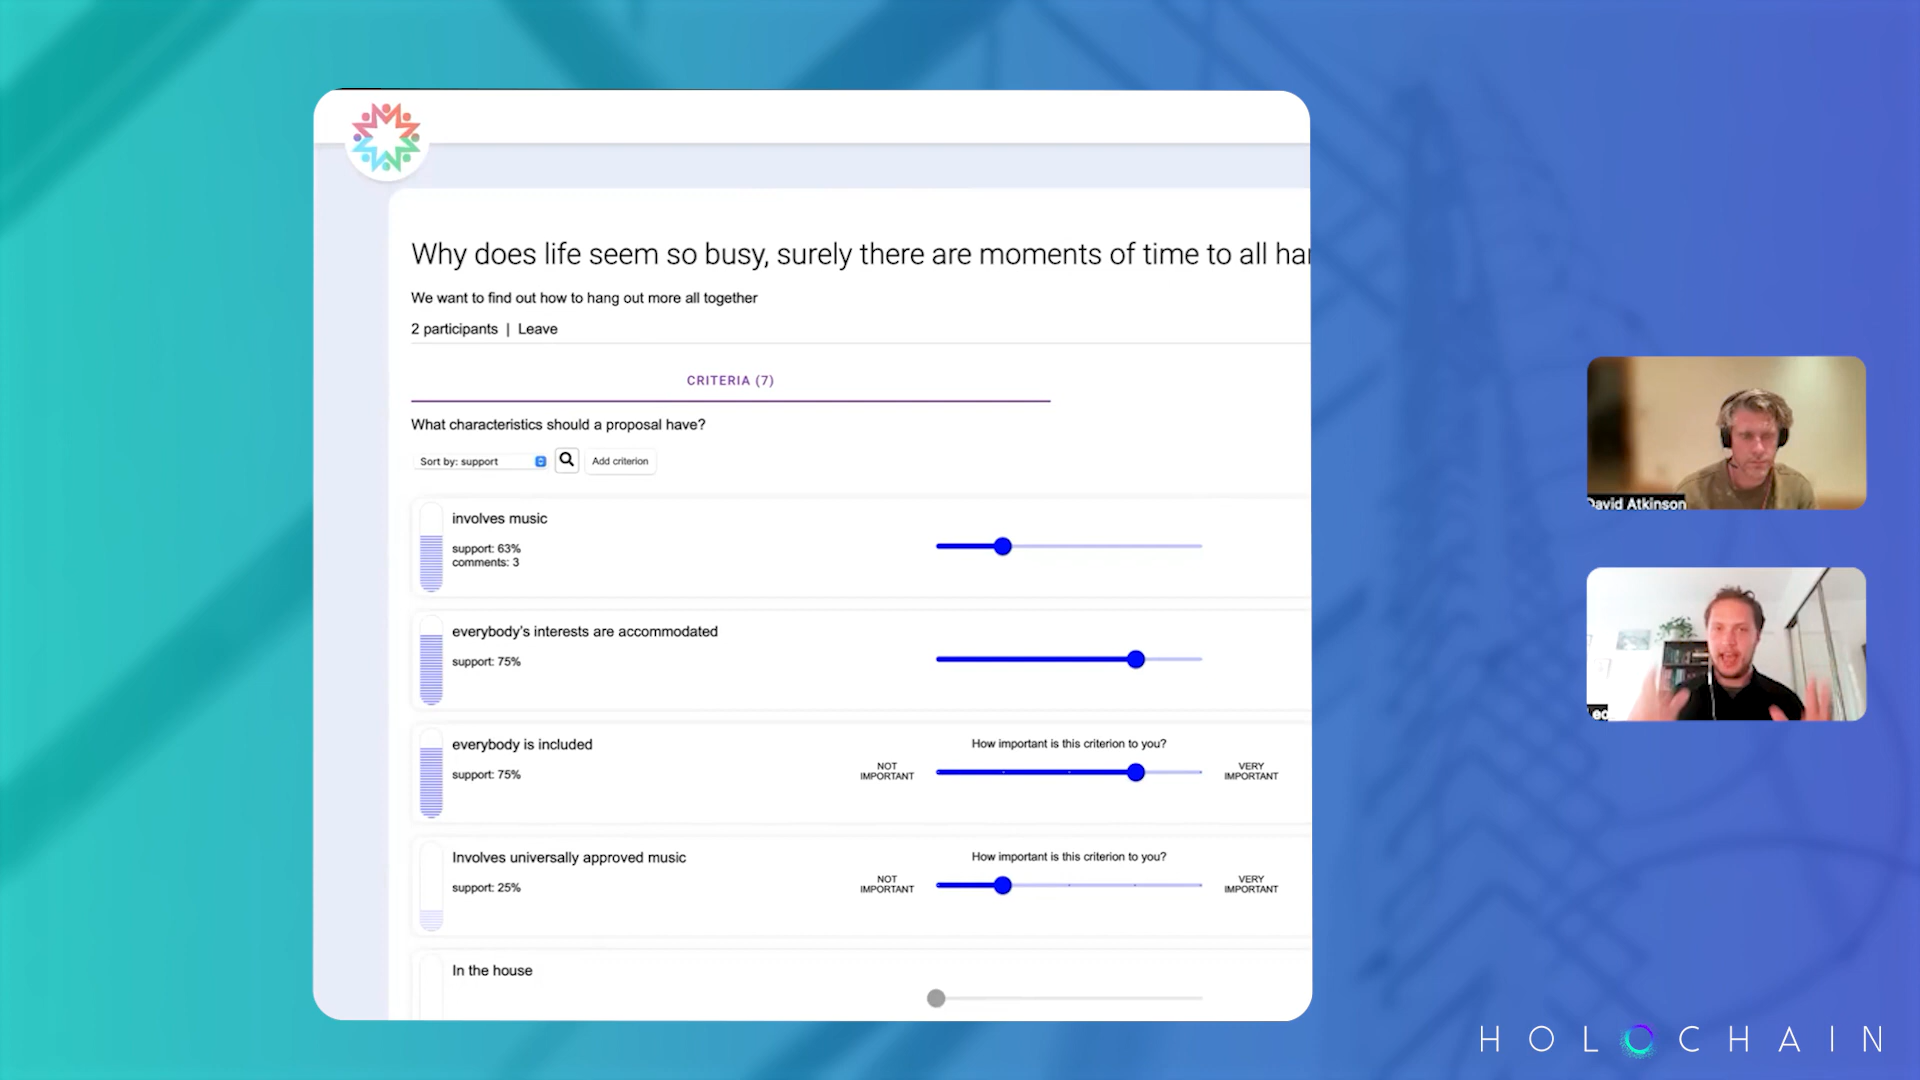 Why does life seem so busy, surely there are moments of time to all
We want to find out how to hang out more all together
2 participants | Leave
CRITERIA (7)
What characteristics should a proposal have?
Sort by: support
Add criterion
involves music
support: 63%
comments: 3
everybody's interests are accommodated
support: 75%
everybody is included
support: 75%
How important is this criterion to you?
NOT IMPORTANT
VERY IMPORTANT
Involves universally approved music
support: 25%
How important is this criterion to you?
NOT IMPORTANT
VERY IMPORTANT
In the house
David Atkinson
HOLOCHAIN